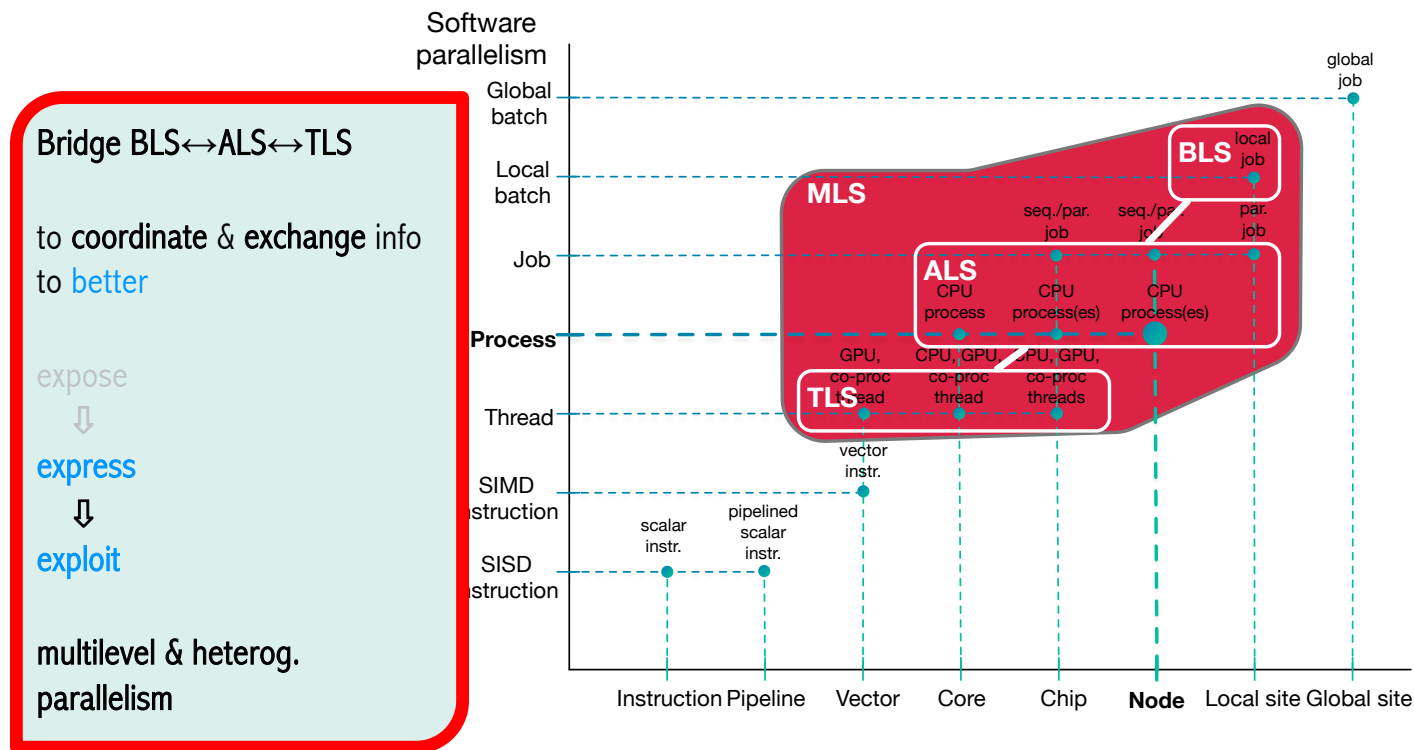 Bridge BLS↔ALS↔TLS
to coordinate & exchange info
to better
expose
⇩
express
⇩
exploit
multilevel & heterog.
parallelism
Software
parallelism
Global
batch
Local
batch
Job
Process
Thread
SIMD
nstruction
SISD
nstruction
global
job
BLS
local
job
MLS
seq./par.
job
seq./par.
job
par.
job
ALS
CPU
process
CPU
process(es)
CPU
process(es)
GPU,
co-proc
thread
CPU, GPU,
co-proc
thread
CPU, GPU,
co-proc
threads
TLS
vector
instr.
scalar
instr.
pipelined
scalar
instr.
Instruction
Pipeline
Vector
Core
Chip
Node
Local site
Global site